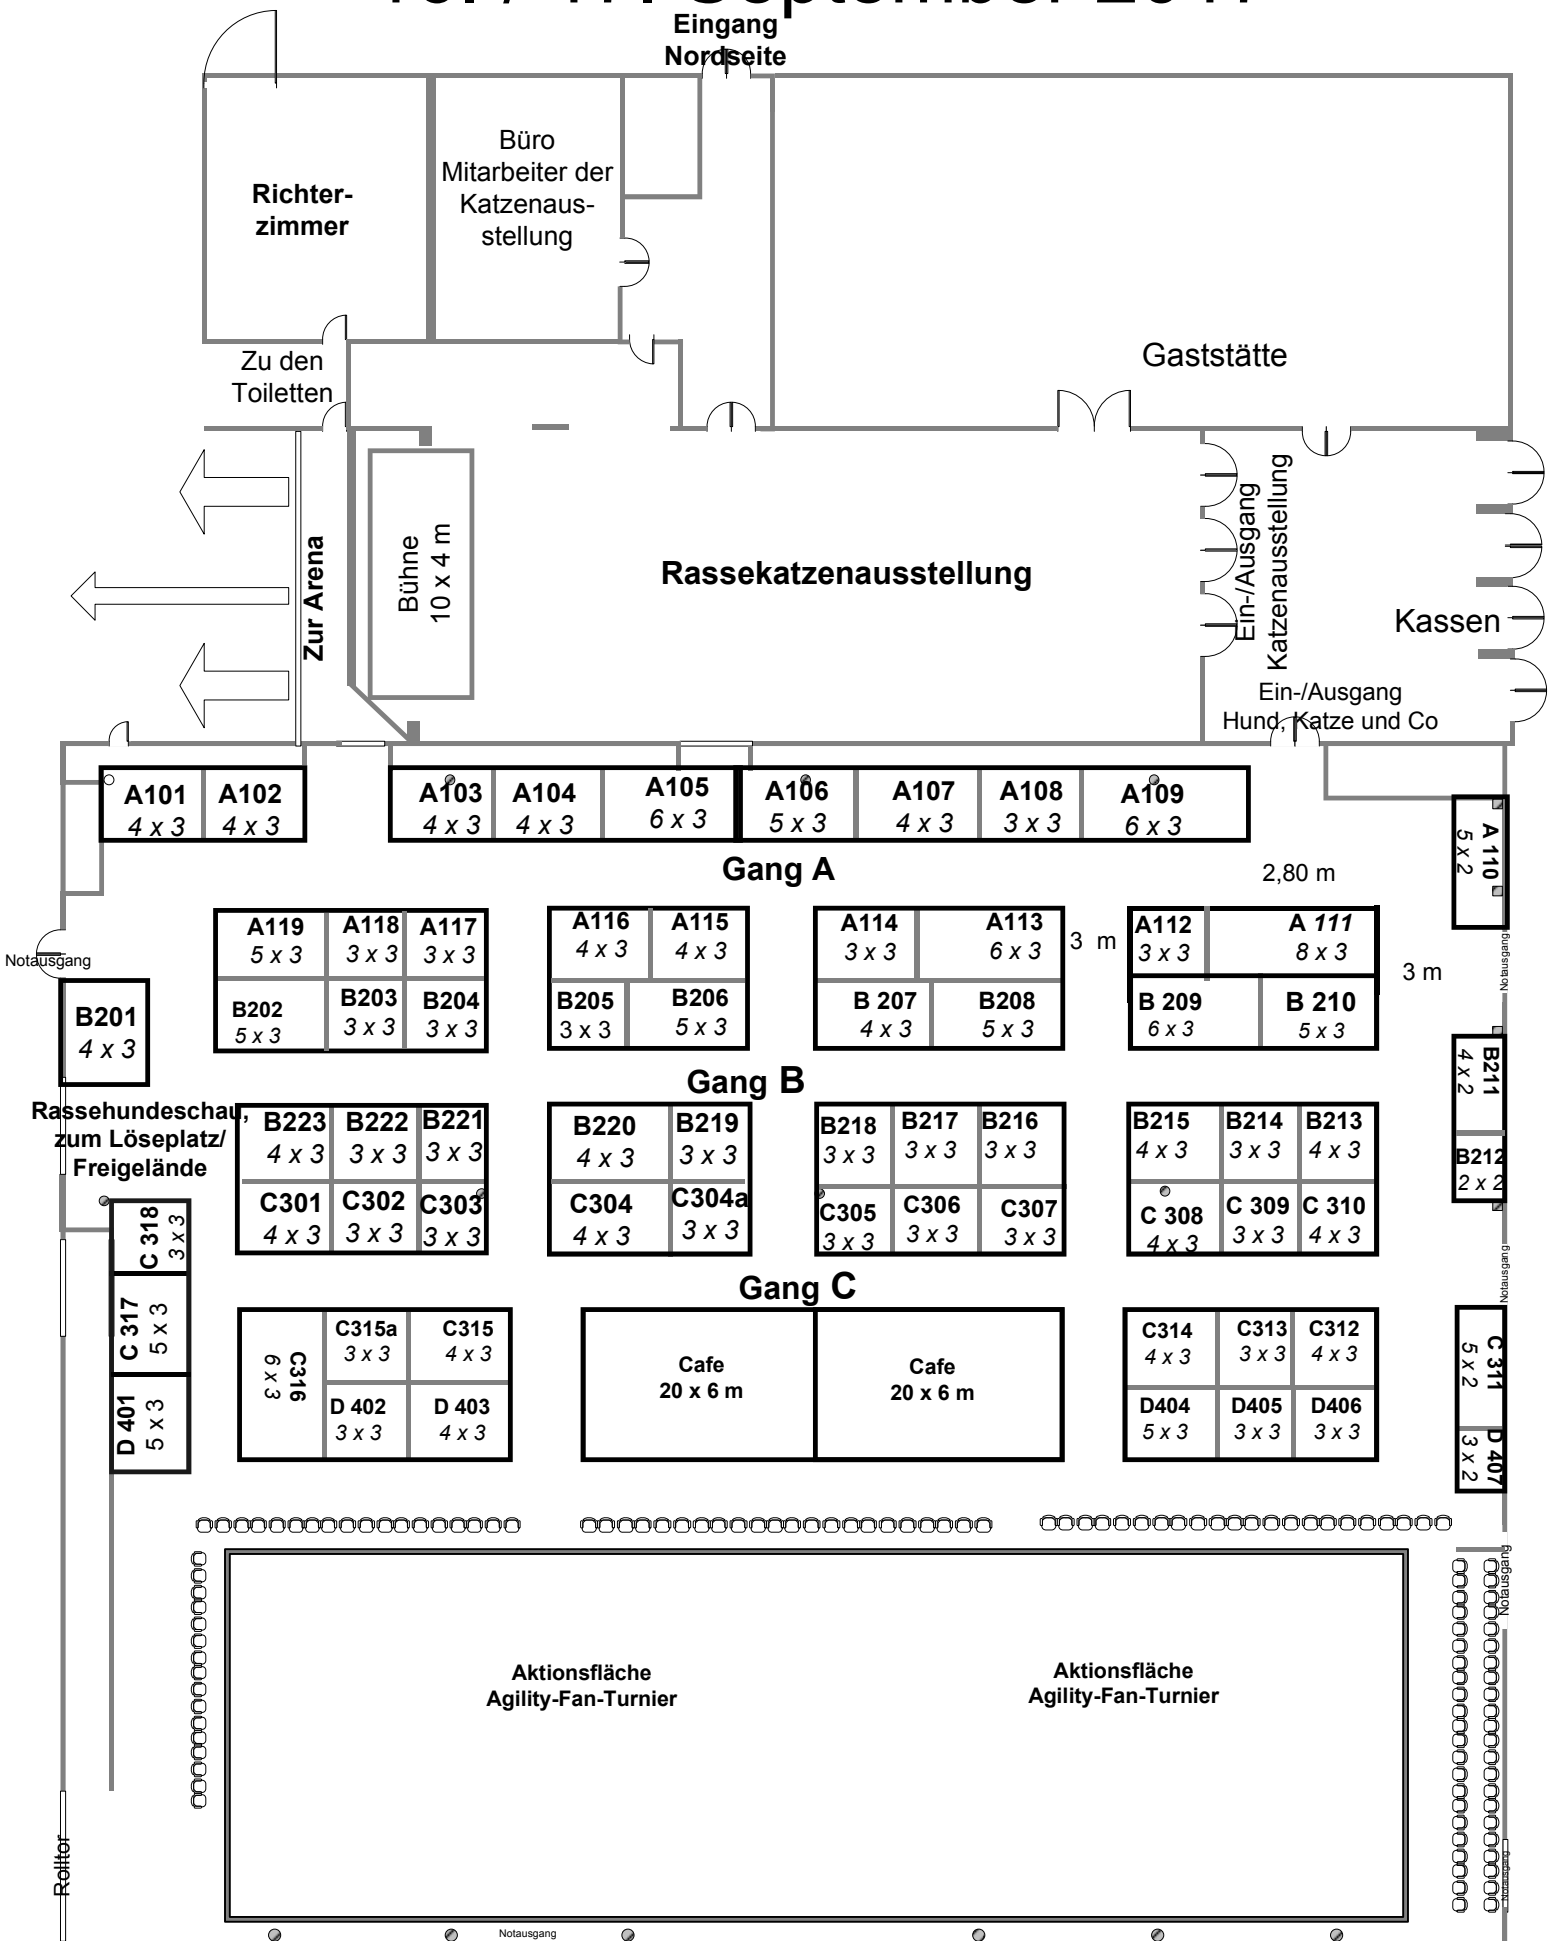 September
Eingang
Nordseite
Büro
Mitarbeiter der
Katzenaus-
stellung
Richter-
zimmer
Zu den
Toiletten
Gaststätte
Zur Arena
Bühne
10 x 4 m
Rassekatzenausstellung
Ein-/Ausgang
Katzenausstellung
Kassen
Ein-/Ausgang
Hund, Katze und Co
A101
4 x 3
A102
4 x 3
A103
4 x 3
A104
4 x 3
A105
6 x 3
A106
5 x 3
A107
4 x 3
A108
3 x 3
A109
6 x 3
A 110
5 x 2
Gang A
2,80 m
A119
5 x 3
A118
3 x 3
A117
3 x 3
A116
4 x 3
A115
4 x 3
A114
3 x 3
A113
6 x 3
3 m
A112
3 x 3
A 111
8 x 3
3 m
Notausgang
Notausgang
B201
4 x 3
B202
5 x 3
B203
3 x 3
B204
3 x 3
B205
3 x 3
B206
5 x 3
B 207
4 x 3
B208
5 x 3
B 209
6 x 3
B 210
5 x 3
B211
4 x 2
B212
2 x 2
Gang B
Rassehundeschau,
zum Löseplatz/
Freigelände
B223
4 x 3
B222
3 x 3
B221
3 x 3
B220
4 x 3
B219
3 x 3
B218
3 x 3
B217
3 x 3
B216
3 x 3
B215
4 x 3
B214
3 x 3
B213
4 x 3
C301
4 x 3
C302
3 x 3
C303
3 x 3
C304
4 x 3
C304a
3 x 3
C305
3 x 3
C306
3 x 3
C307
3 x 3
C 308
4 x 3
C 309
3 x 3
C 310
4 x 3
Notausgang
C 318
3 x 3
Gang C
C 317
5 x 3
D 401
5 x 3
C316
6 x 3
C315a
3 x 3
C315
4 x 3
D 402
3 x 3
D 403
4 x 3
Cafe
20 x 6 m
Cafe
20 x 6 m
C314
4 x 3
C313
3 x 3
C312
4 x 3
D404
5 x 3
D405
3 x 3
D406
3 x 3
C 311
5 x 2
D 407
3 x 2
Notausgang
Aktionsfläche
Agility-Fan-Turnier
Aktionsfläche
Agility-Fan-Turnier
Rolltor
Notausgang
Notausgang